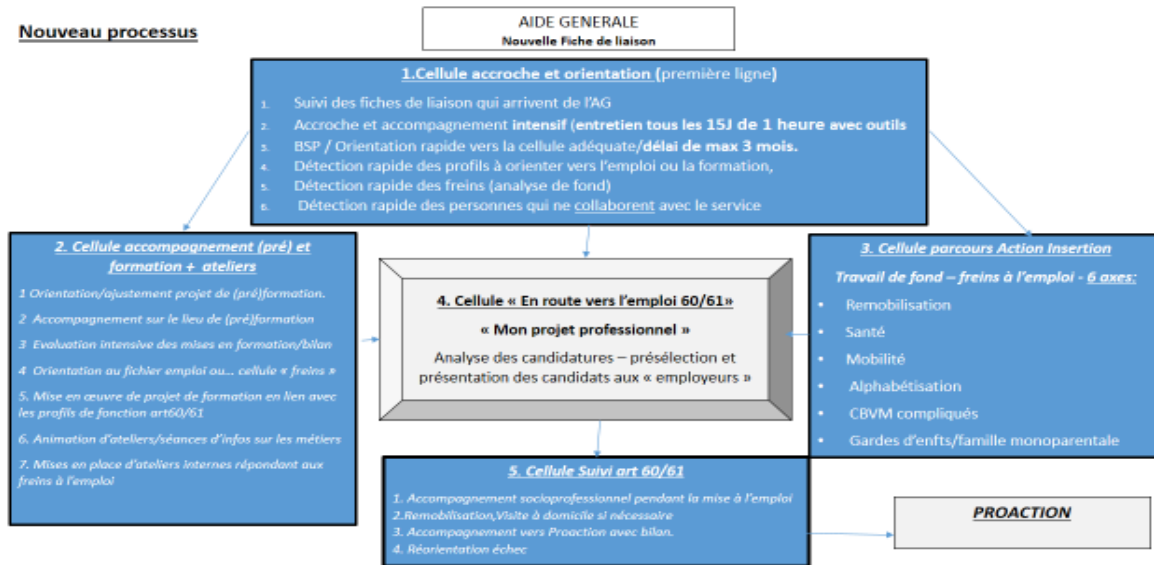 Nouveau processus
AIDE GENERALE
Nouvelle Fiche de liaison
1.Cellule accroche et orientation (première ligne)
1. Suivi des fiches de liaison qui arrivent de l'AG
2. Accroche et accompagnement intensif (entretien tous les 15J de 1 heure avec outils
3. BSP / Orientation rapide vers la cellule adéquate/délai de max 3 mois.
4. Détection rapide des profils à orienter vers l'emploi ou la formation,
5. Détection rapide des freins (analyse de fond)
6. Détection rapide des personnes qui ne collaborent avec le service
2. Cellule accompagnement (pré) et
formation + ateliers
1 Orientation/ajustement projet de (pré)formation.
2 Accompagnement sur le lieu de (pré)formation
3 Evaluation intensive des mises en formation/bilan
4 Orientation au fichier emploi ou... cellule « freins »
5. Mise en œuvre de projet de formation en lien avec
les profils de fonction art60/61
6. Animation d'ateliers/séances d'infos sur les métiers
7. Mises en place d'ateliers internes répondant aux
freins à l'emploi
4. Cellule « En route vers l'emploi 60/61»
« Mon projet professionnel »
Analyse des candidatures – présélection et
présentation des candidats aux « employeurs »
3. Cellule parcours Action Insertion
Travail de fond – freins à l'emploi - 6 axes:
• Remobilisation
• Santé
• Mobilité
• Alphabétisation
• CBVM compliqués
• Gardes d'enfts/famille monoparentale
5. Cellule Suivi art 60/61
1. Accompagnement socioprofessionnel pendant la mise à l'emploi
2.Remobilisation,Visite à domicile si nécessaire
3. Accompagnement vers Proaction avec bilan.
4. Réorientation échec
PROACTION